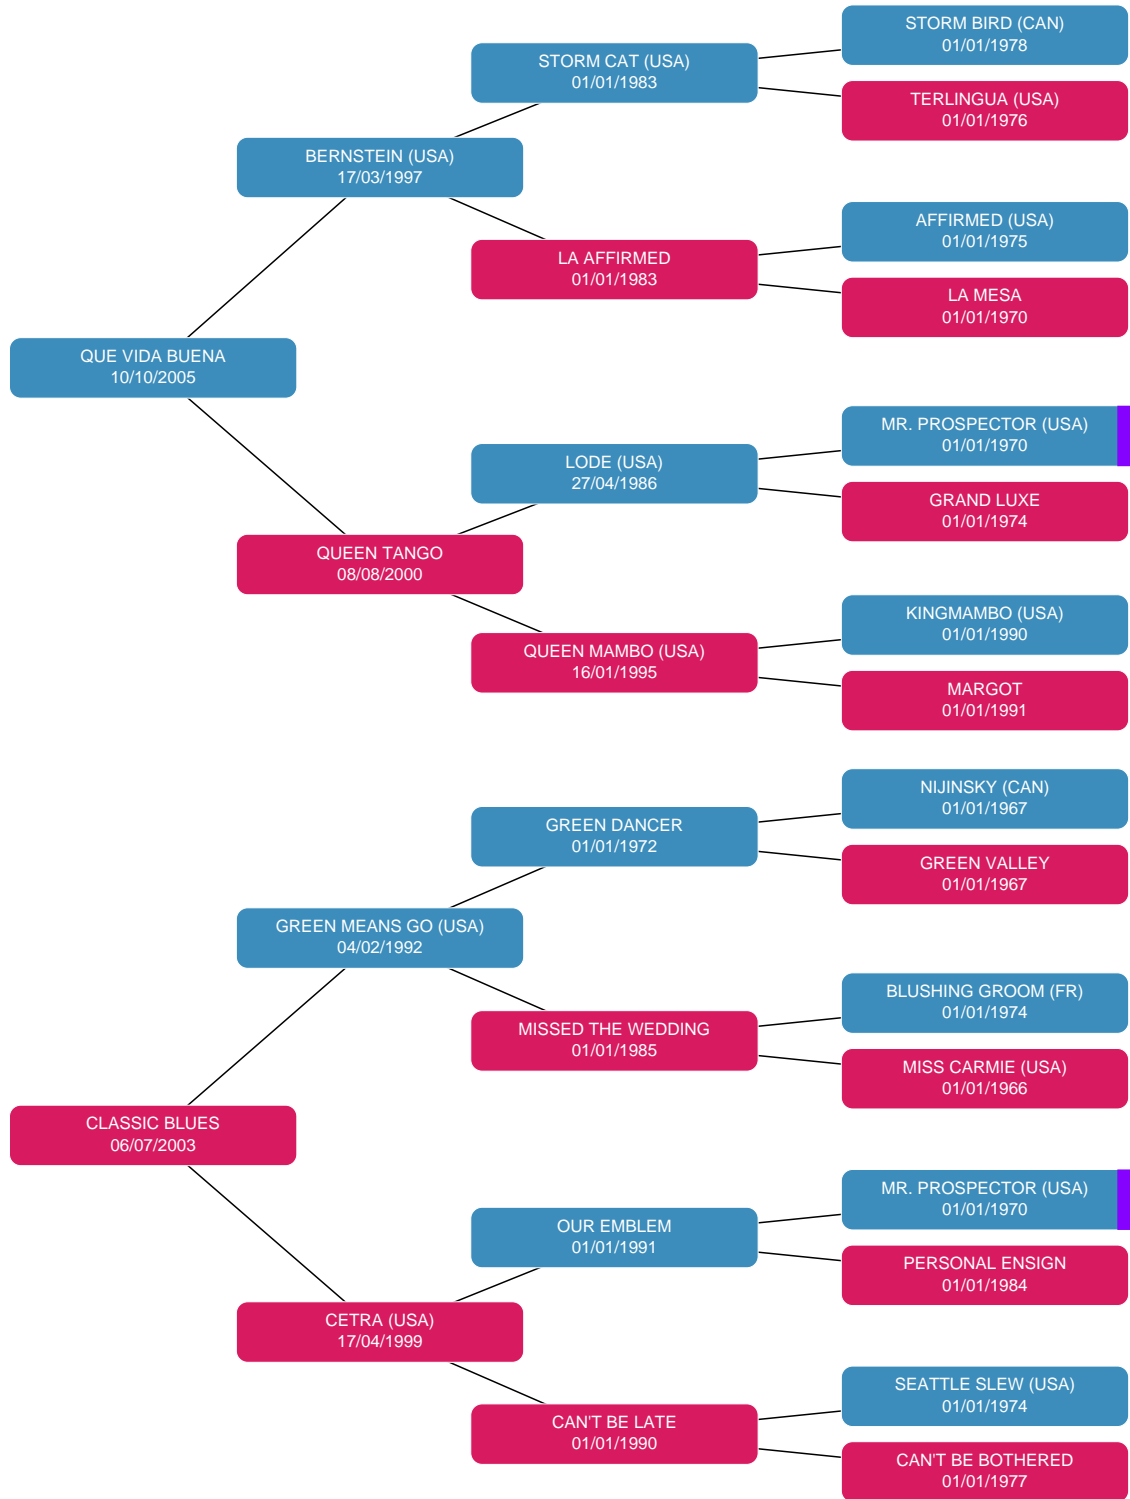 STORM BIRD (CAN)
01/01/1978
STORM CAT (USA)
01/01/1983
TERLINGUA (USA)
01/01/1976
BERNSTEIN (USA)
17/03/1997
AFFIRMED (USA)
01/01/1975
LA AFFIRMED
01/01/1983
LA MESA
01/01/1970
QUE VIDA BUENA
10/10/2005
MR. PROSPECTOR (USA)
01/01/1970
LODE (USA)
27/04/1986
GRAND LUXE
01/01/1974
QUEEN TANGO
08/08/2000
KINGMAMBO (USA)
01/01/1990
QUEEN MAMBO (USA)
16/01/1995
MARGOT
01/01/1991
NIJINSKY (CAN)
01/01/1967
GREEN DANCER
01/01/1972
GREEN VALLEY
01/01/1967
GREEN MEANS GO (USA)
04/02/1992
BLUSHING GROOM (FR)
01/01/1974
MISSED THE WEDDING
01/01/1985
MISS CARMIE (USA)
01/01/1966
CLASSIC BLUES
06/07/2003
MR. PROSPECTOR (USA)
01/01/1970
OUR EMBLEM
01/01/1991
PERSONAL ENSIGN
01/01/1984
CETRA (USA)
17/04/1999
SEATTLE SLEW (USA)
01/01/1974
CAN'T BE LATE
01/01/1990
CAN'T BE BOTHERED
01/01/1977